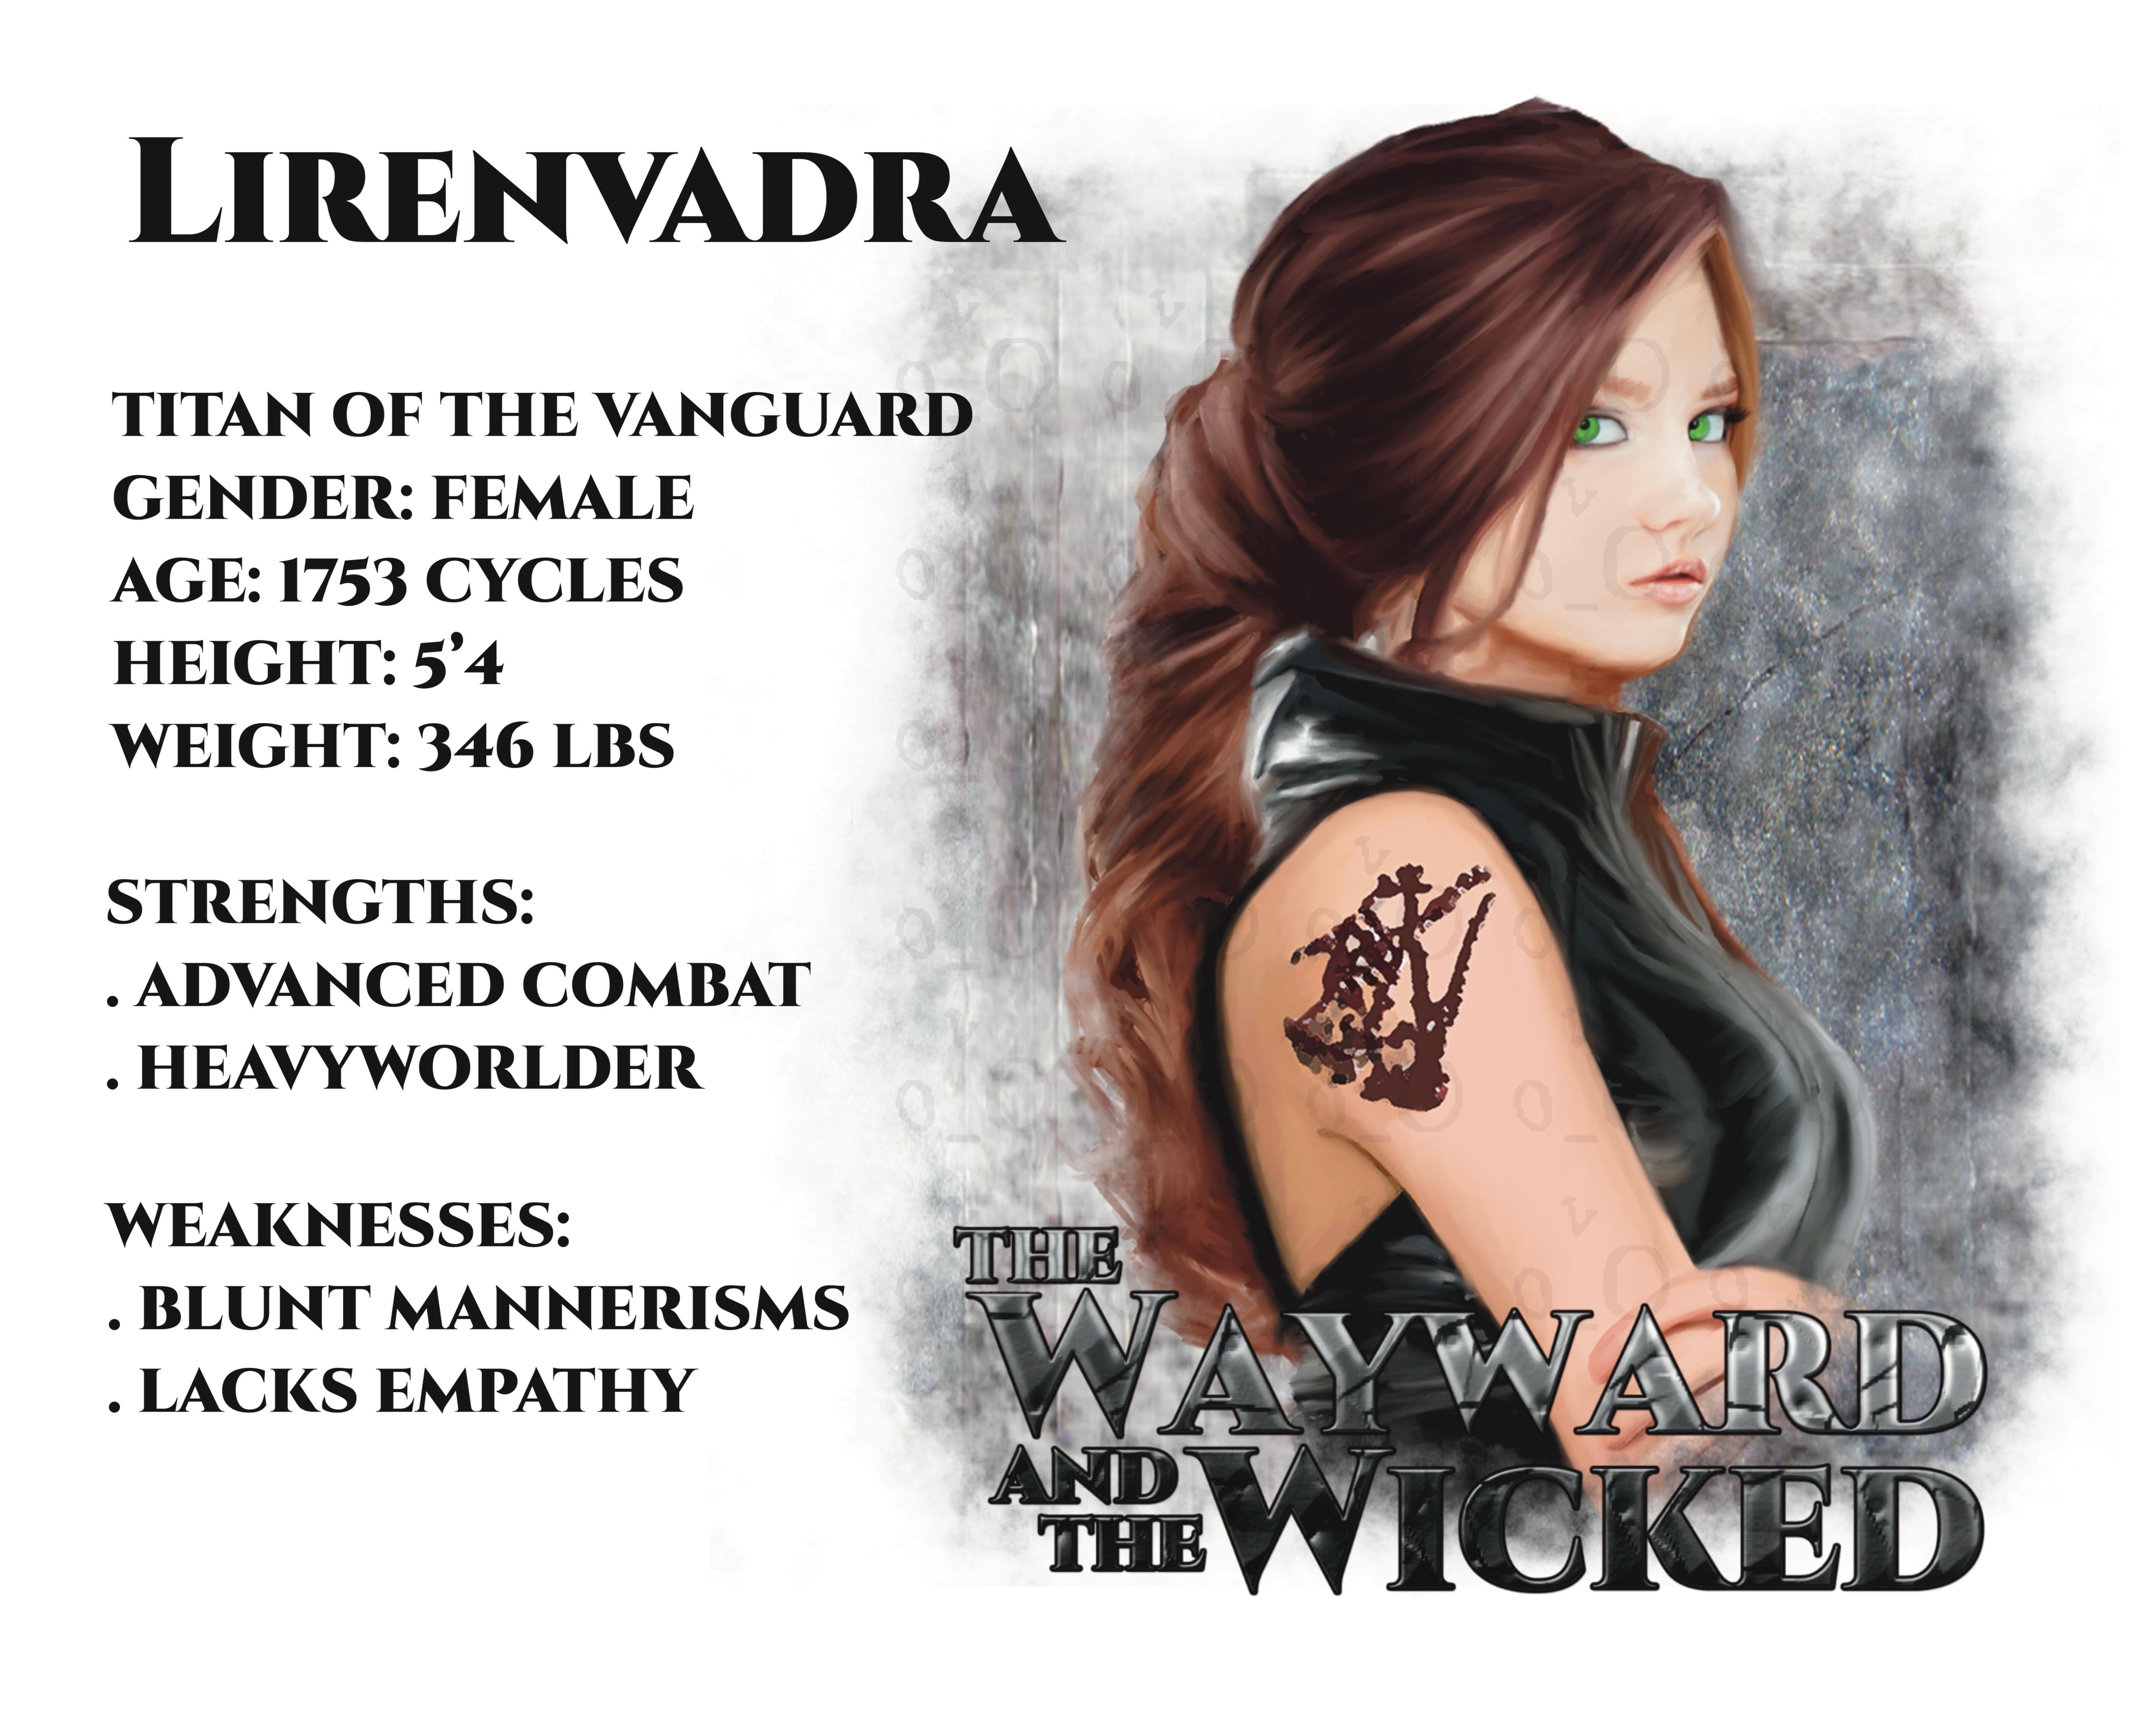 LIRENVADRA
TITAN OF THE VANGUARD
GENDER: FEMALE
AGE: 1753 CYCLES
HEIGHT: 5’4
WEIGHT: 346 LBS
STRENGTHS:
. ADVANCED COMBAT
. HEAVYWORLDER
WEAKNESSES:
. BLUNT MANNERISMS
. LACKS EMPATHY
THE
WAYWARD
AND THE WICKED